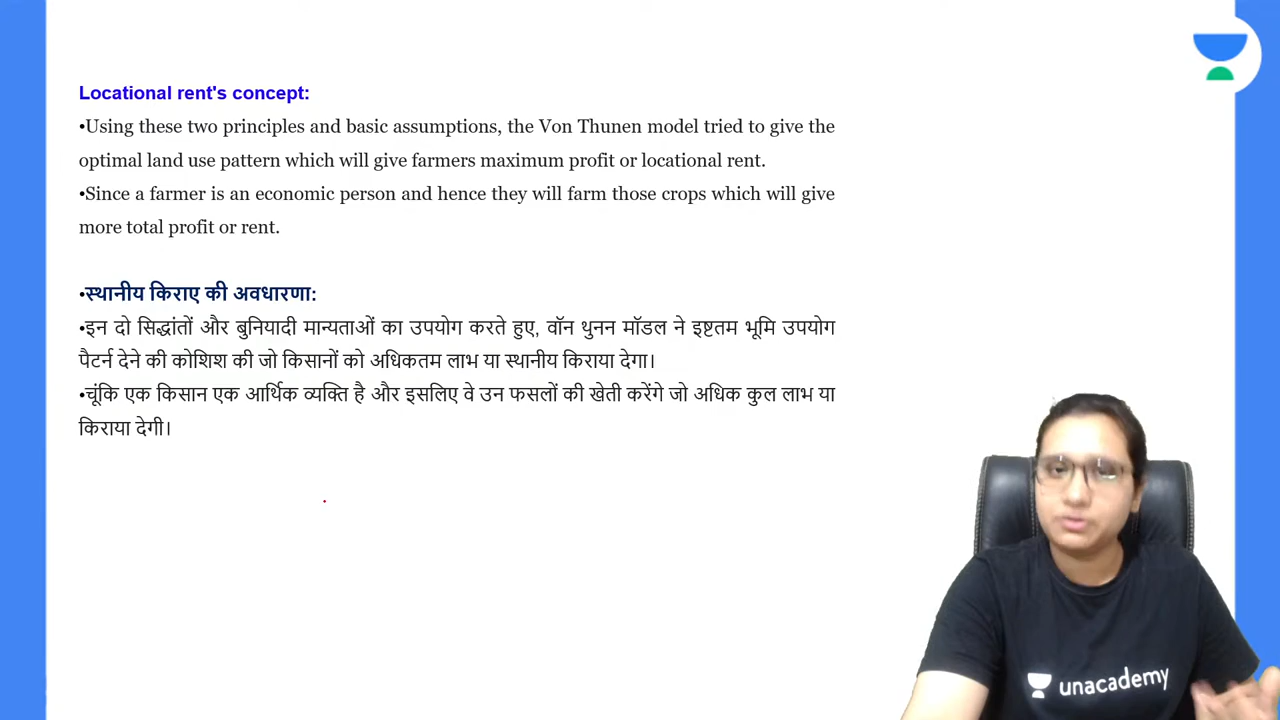 Locational rent's concept:
•Using these two principles and basic assumptions, the Von Thunen model tried to give the
optimal land use pattern which will give farmers maximum profit or locational rent.
•Since a farmer is an economic person and hence they will farm those crops which will give
more total profit or rent.
•स्थानीय किराए की अवधारणा:
•इन दो सिद्धांतों और बुनियादी मान्यताओं का उपयोग करते हुए, वॉन थुनन मॉडल ने इष्टतम भूमि उपयोग
पैटर्न देने की कोशिश की जो किसानों को अधिकतम लाभ या स्थानीय किराया देगा।
•चूंकि एक किसान एक आर्थिक व्यक्ति है और इसलिए वे उन फसलों की खेती करेंगे जो अधिक कुल लाभ या
किराया देगी।
unacademy